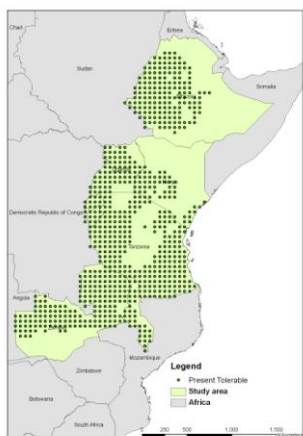 Chad
Eritrea
Sudan
Somalia
Democratic Republic of Congo
Tanzania
Angola
Mozambique
Zimbabwe
Botswana
South Africa
Legend
Present Tolerable
Study area
Africa
0 250 500 1,000 1,500